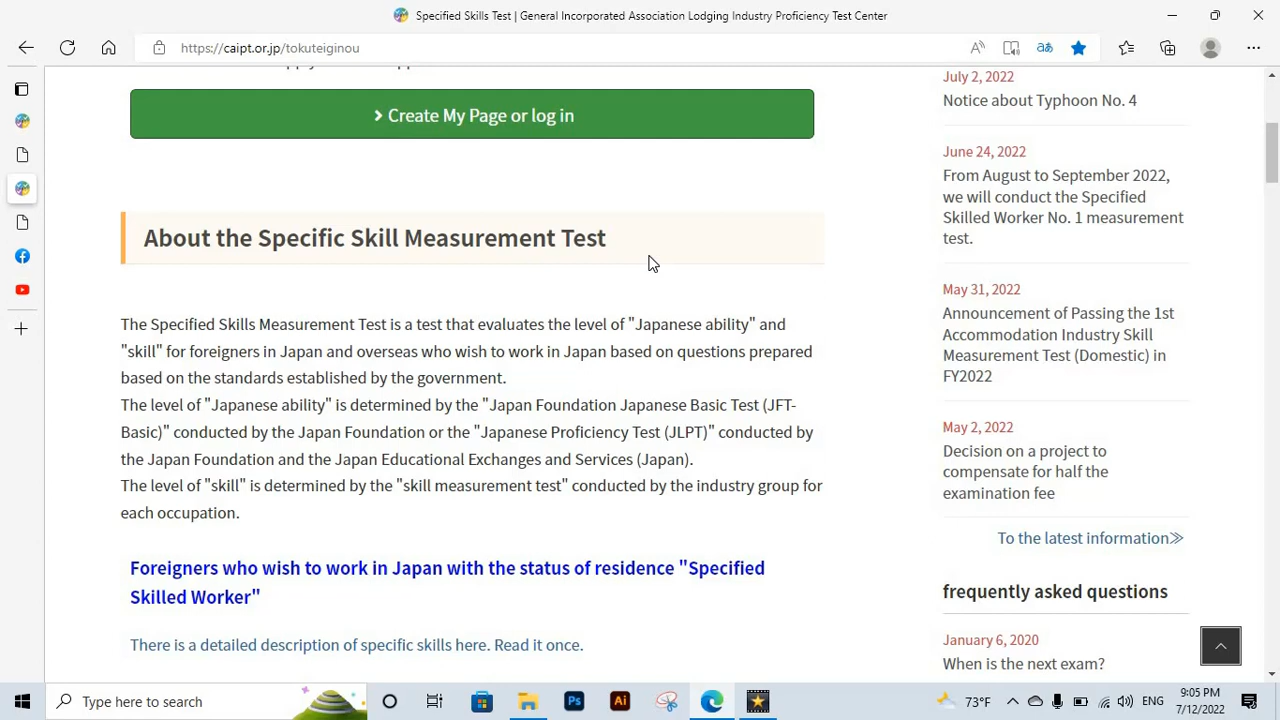 Specified Skills Test | General Incorporated Association Lodging Industry Proficiency Test Center
https://caipt.or.jp/tokuteiginou
Create My Page or log in
About the Specific Skill Measurement Test
The Specified Skills Measurement Test is a test that evaluates the level of "Japanese ability" and
"skill" for foreigners in Japan and overseas who wish to work in Japan based on questions prepared
based on the standards established by the government.
The level of "Japanese ability" is determined by the "Japan Foundation Japanese Basic Test (JFT-
Basic)" conducted by the Japan Foundation or the "Japanese Proficiency Test (JLPT)" conducted by
the Japan Foundation and the Japan Educational Exchanges and Services (Japan).
The level of "skill" is determined by the "skill measurement test" conducted by the industry group for
each occupation.
Foreigners who wish to work in Japan with the status of residence "Specified
Skilled Worker"
There is a detailed description of specific skills here. Read it once.
July 2, 2022
Notice about Typhoon No. 4
June 24, 2022
From August to September 2022,
we will conduct the Specified
Skilled Worker No. 1 measurement
test.
May 31, 2022
Announcement of Passing the 1st
Accommodation Industry Skill
Measurement Test (Domestic) in
FY2022
May 2, 2022
Decision on a project to
compensate for half the
examination fee
To the latest information≫
frequently asked questions
January 6, 2020
When is the next exam?
Type here to search
Ps
Ai
73°F
ENG
9:05 PM
7/12/2022